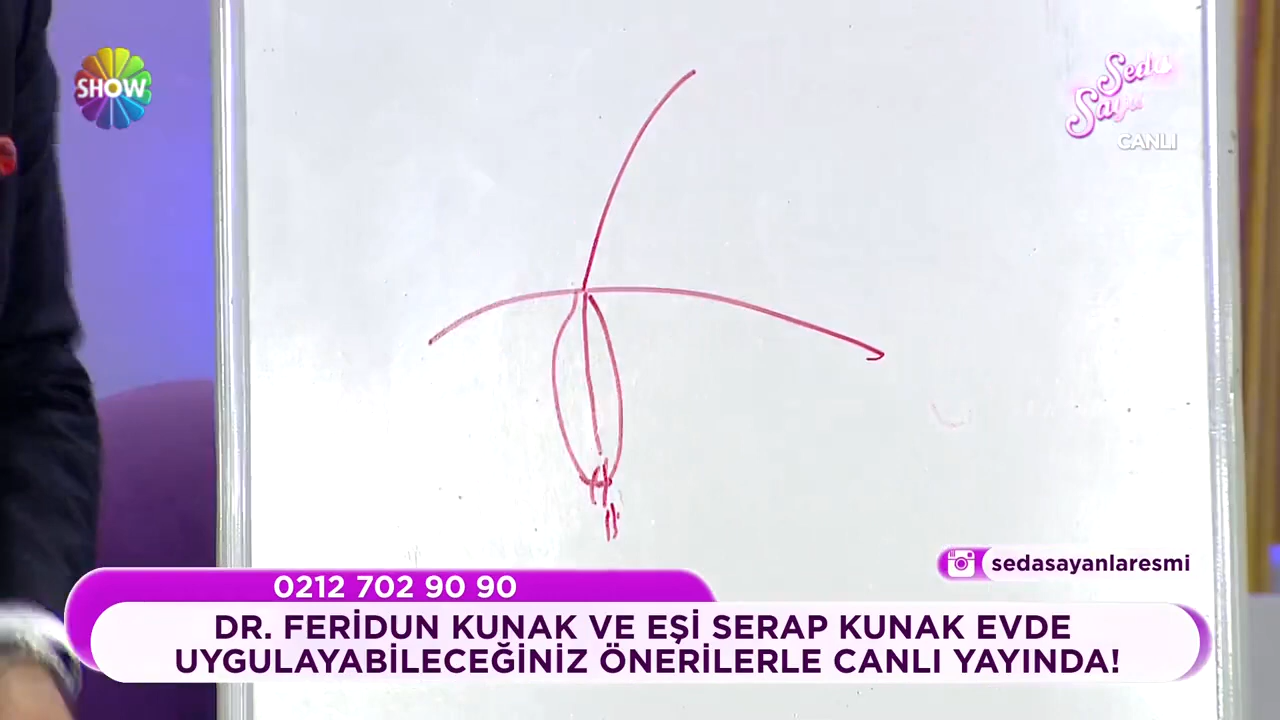 SHOW
Seda
Sayan
CANLI
sedasayanlaresmi
0212 702 90 90
DR. FERİDUN KUNAK VE EŞİ SERAP KUNAK EVDE
UYGULAYABİLECEĞİNİZ ÖNERİLERLE CANLI YAYINDA!